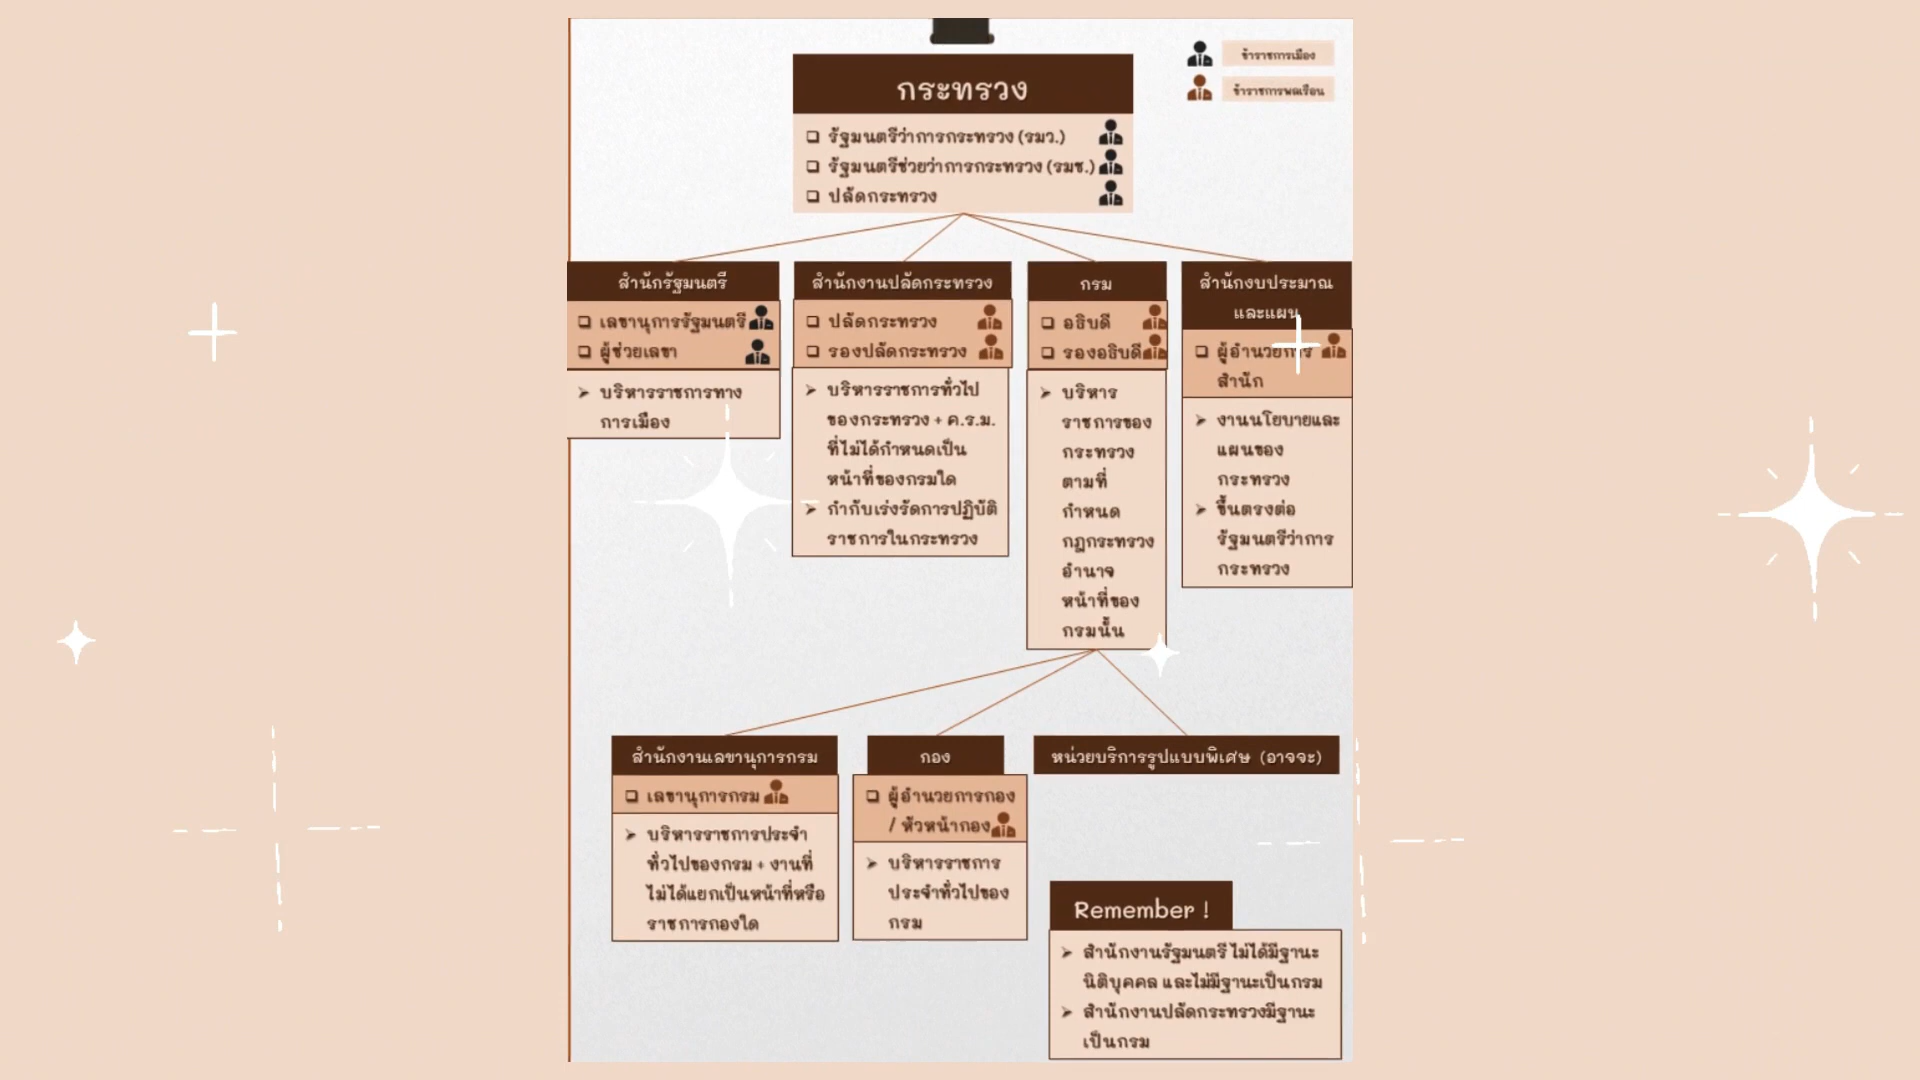 ข้าราชการเมือง
ข้าราชการพลเรือน
กระทรวง
❑ รัฐมนตรีว่าการกระทรวง (รมว.)
❑ รัฐมนตรีช่วยว่าการกระทรวง (รมช.)
❑ ปลัดกระทรวง
สำนักรัฐมนตรี
❑ เลขานุการรัฐมนตรี
❑ ผู้ช่วยเลขา
➢ บริหารราชการทาง
การเมือง
สำนักงานปลัดกระทรวง
❑ ปลัดกระทรวง
❑ รองปลัดกระทรวง
➢ บริหารราชการทั่วไป
ของกระทรวง + ค.ร.ม.
ที่ไม่ได้กำหนดเป็น
หน้าที่ของกรมใด
➢ กำกับเร่งรัดการปฏิบัติ
ราชการในกระทรวง
กรม
❑ อธิบดี
❑ รองอธิบดี
➢ บริหาร
ราชการของ
กระทรวง
ตามที่
กำหนด
กฎกระทรวง
อำนาจ
หน้าที่ของ
กรมนั้น
สำนักงบประมาณ
และแผน
❑ ผู้อำนวยการ
สำนัก
➢ งานนโยบายและ
แผนของ
กระทรวง
➢ ขึ้นตรงต่อ
รัฐมนตรีว่าการ
กระทรวง
สำนักงานเลขานุการกรม
❑ เลขานุการกรม
➢ บริหารราชการประจำ
ทั่วไปของกรม + งานที่
ไม่ได้แยกเป็นหน้าที่หรือ
ราชการกองใด
กอง
❑ ผู้อำนวยการกอง
/ หัวหน้ากอง
➢ บริหารราชการ
ประจำทั่วไปของ
กรม
หน่วยบริการรูปแบบพิเศษ (อาจจะ)
Remember !
➢ สำนักงานรัฐมนตรี ไม่ได้มีฐานะ
นิติบุคคล และไม่มีฐานะเป็นกรม
➢ สำนักงานปลัดกระทรวงมีฐานะ
เป็นกรม